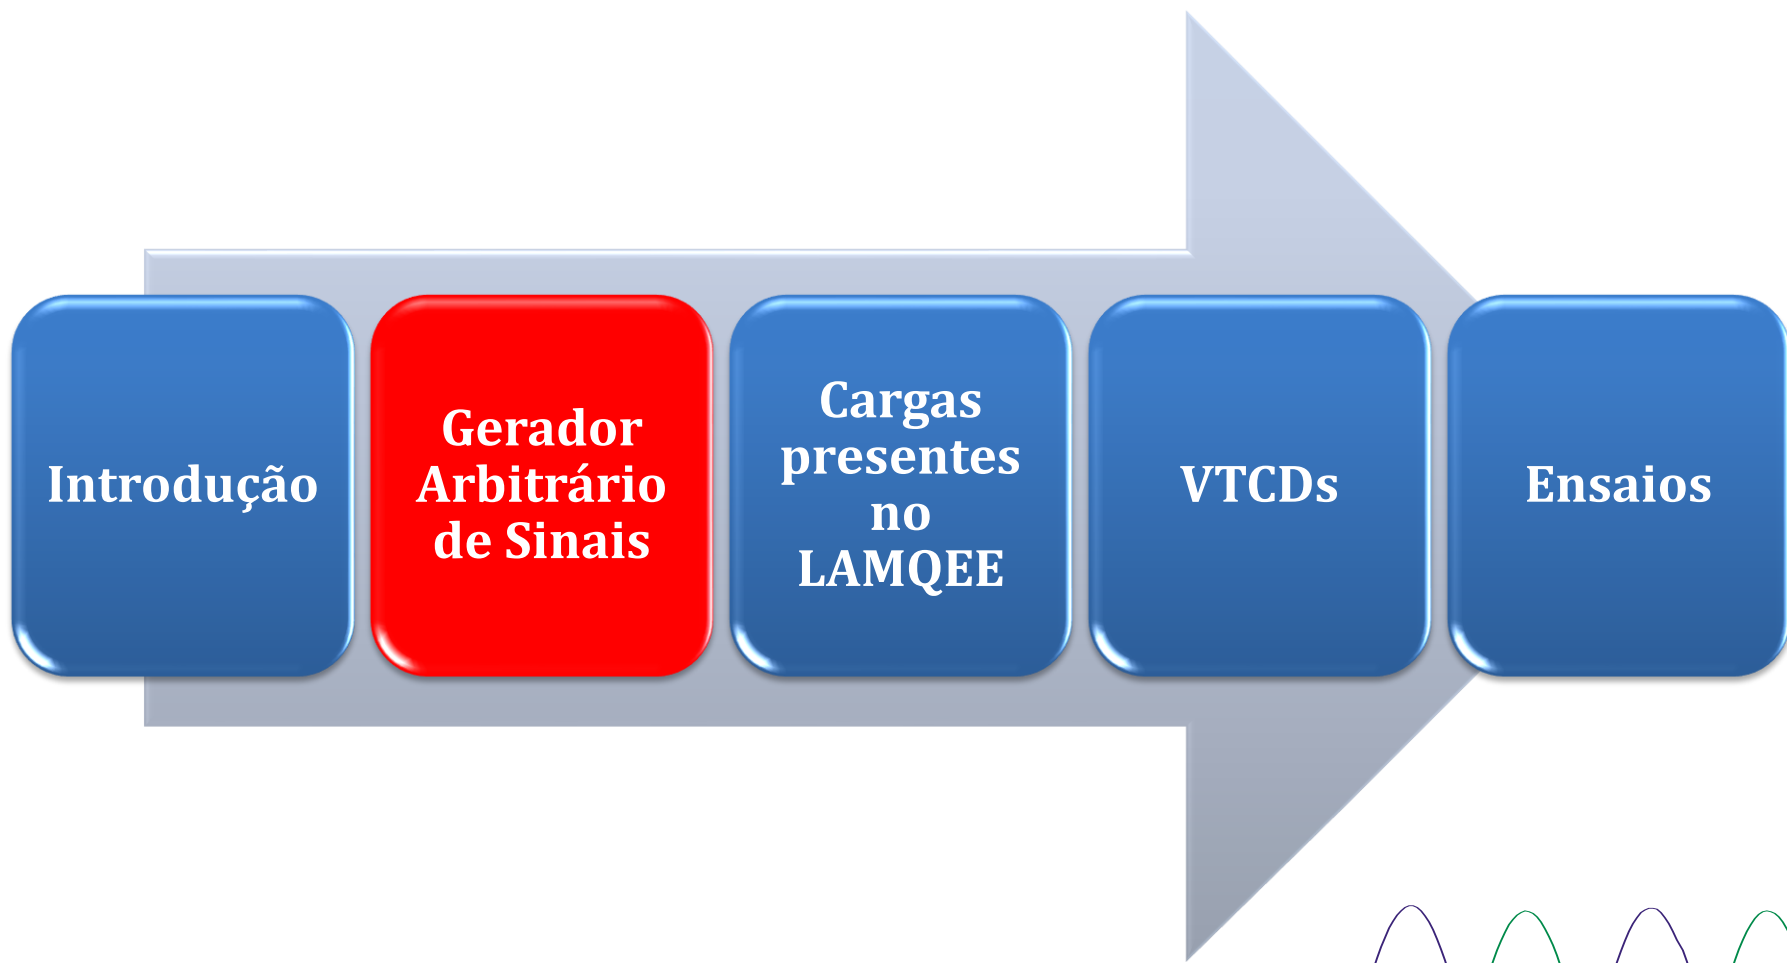 Introdução
Gerador
Arbitrário
de Sinais
Cargas
presentes
no
LAMQEE
VTCDs
Ensaios